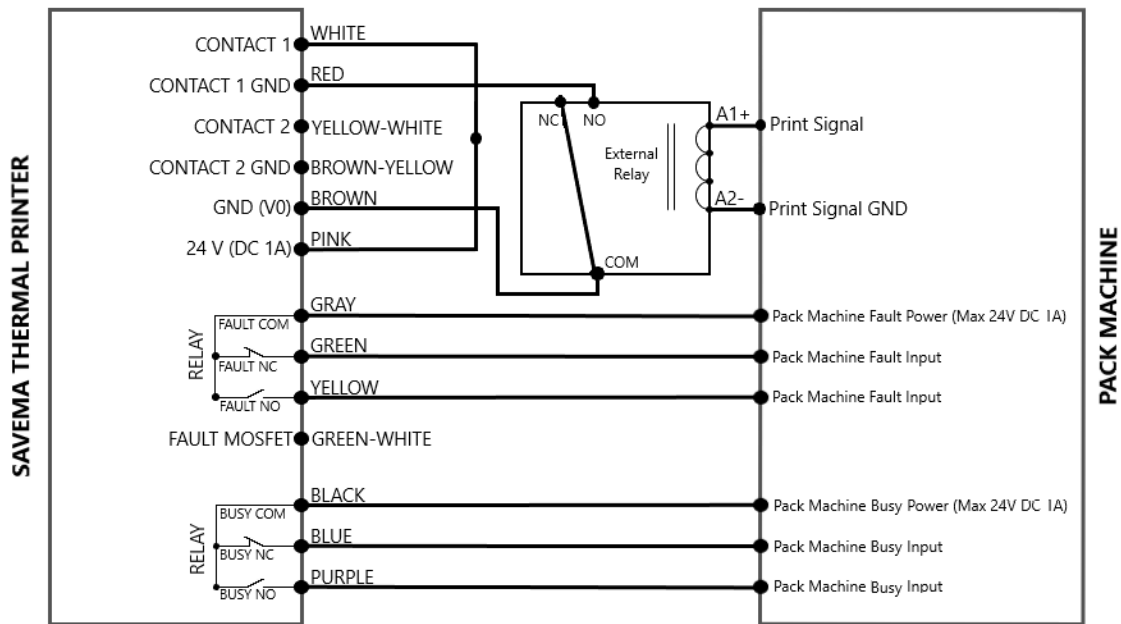 SAVEMA THERMAL PRINTER
CONTACT 1
WHITE
CONTACT 1 GND
RED
CONTACT 2
YELLOW-WHITE
CONTACT 2 GND
BROWN-YELLOW
GND (V0)
BROWN
24 V (DC 1A)
PINK
NC
NO
External
Relay
COM
A1+
Print Signal
A2-
Print Signal GND
RELAY
FAULT COM
GRAY
Pack Machine Fault Power (Max 24V DC 1A)
FAULT NC
GREEN
Pack Machine Fault Input
FAULT NO
YELLOW
Pack Machine Fault Input
FAULT MOSFET
GREEN-WHITE
RELAY
BUSY COM
BLACK
Pack Machine Busy Power (Max 24V DC 1A)
BUSY NC
BLUE
Pack Machine Busy Input
BUSY NO
PURPLE
Pack Machine Busy Input
PACK MACHINE